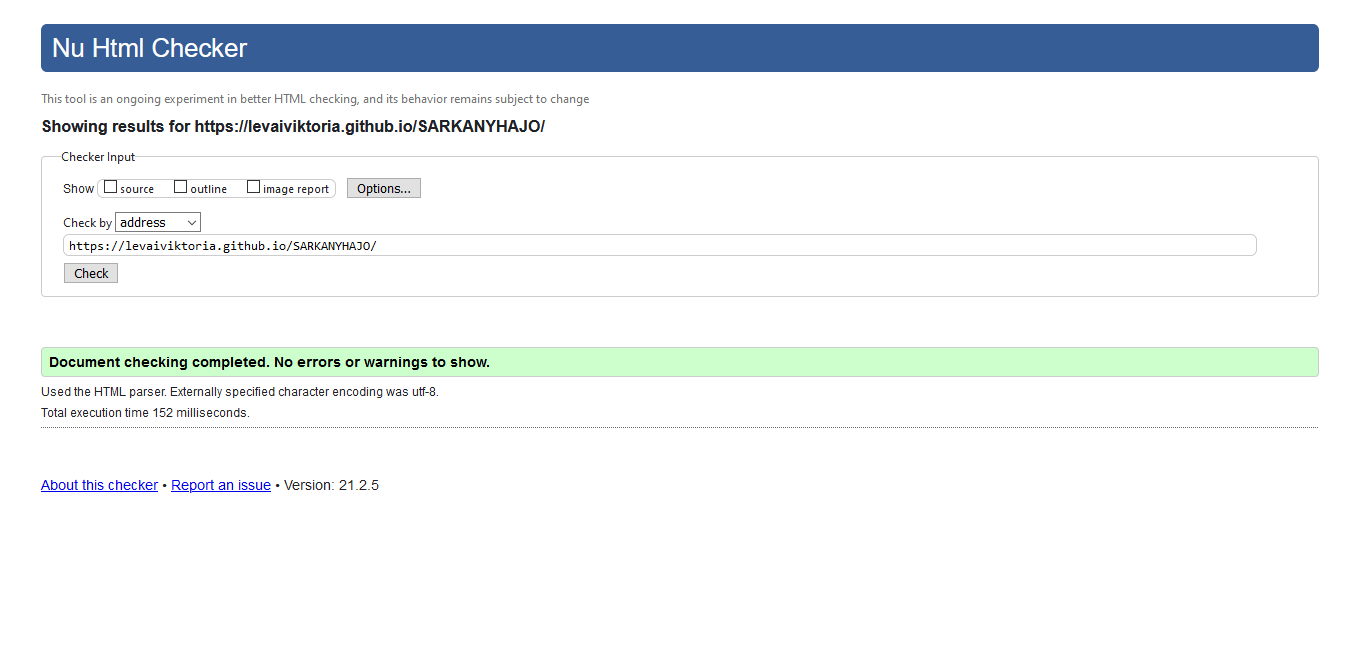 Nu Html Checker
This tool is an ongoing experiment in better HTML checking, and its behavior remains subject to change
Showing results for https://levaiviktoria.github.io/SARKANYHAJO/
Checker Input
Show source outline image report Options...
Check by address
https://levaiviktoria.github.io/SARKANYHAJO/
Check
Document checking completed. No errors or warnings to show.
Used the HTML parser. Externally specified character encoding was utf-8.
Total execution time 152 milliseconds.
About this checker • Report an issue • Version: 21.2.5